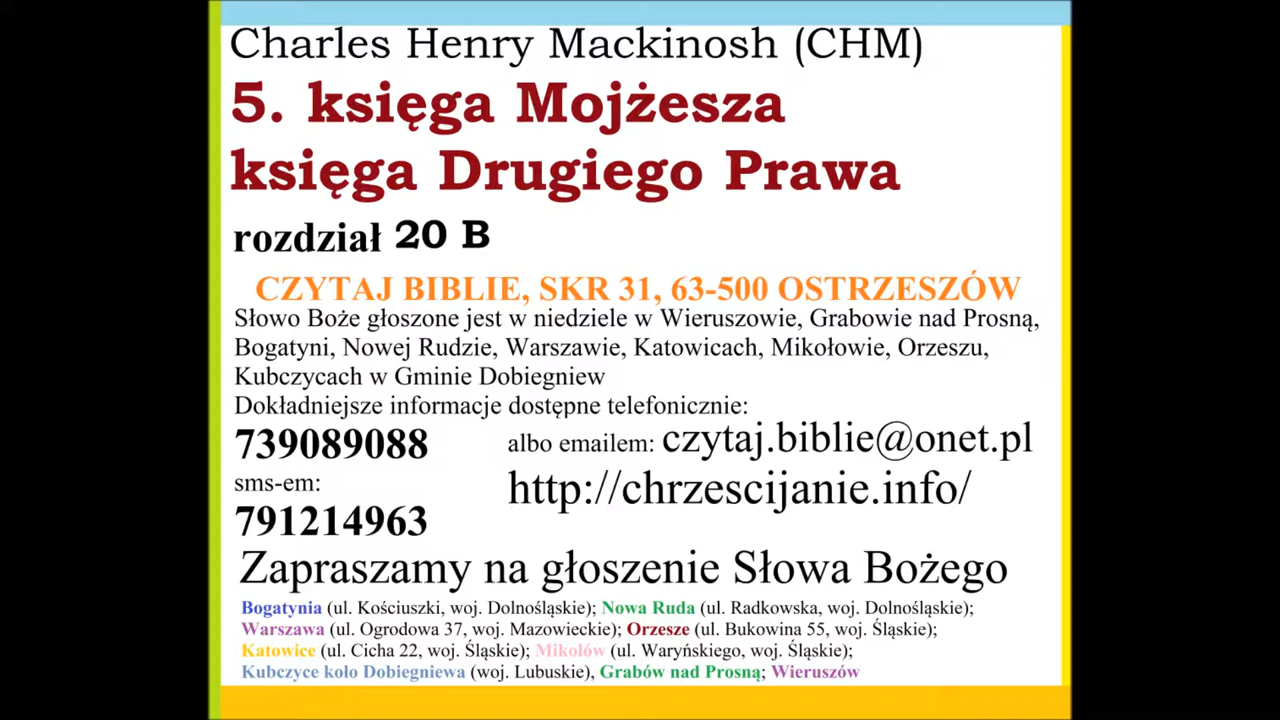 Charles Henry Mackinosh (CHM)
5. księga Mojżesza
księga Drugiego Prawa
rozdział 20 B
CZYTAJ BIBLIE, SKR 31, 63-500 OSTRZESZÓW
Słowo Boże głoszone jest w niedziele w Wieruszowie, Grabowie nad Prosną,
Bogatyni, Nowej Rudzie, Warszawie, Katowicach, Mikołowie, Orzeszu,
Kubczycach w Gminie Dobiegniew
Dokładniejsze informacje dostępne telefonicznie:
739089088 albo emailem: czytaj.biblie@onet.pl
sms-em: http://chrzescijanie.info/
791214963
Zapraszamy na głoszenie Słowa Bożego
Bogatynia (ul. Kościuszki, woj. Dolnośląskie); Nowa Ruda (ul. Radkowska, woj. Dolnośląskie);
Warszawa (ul. Ogrodowa 37, woj. Mazowieckie); Orzesze (ul. Bukowina 55, woj. Śląskie);
Katowice (ul. Cicha 22, woj. Śląskie); Mikołów (ul. Waryńskiego, woj. Śląskie);
Kubczyce koło Dobiegniewa (woj. Lubuskie), Grabów nad Prosną; Wieruszów